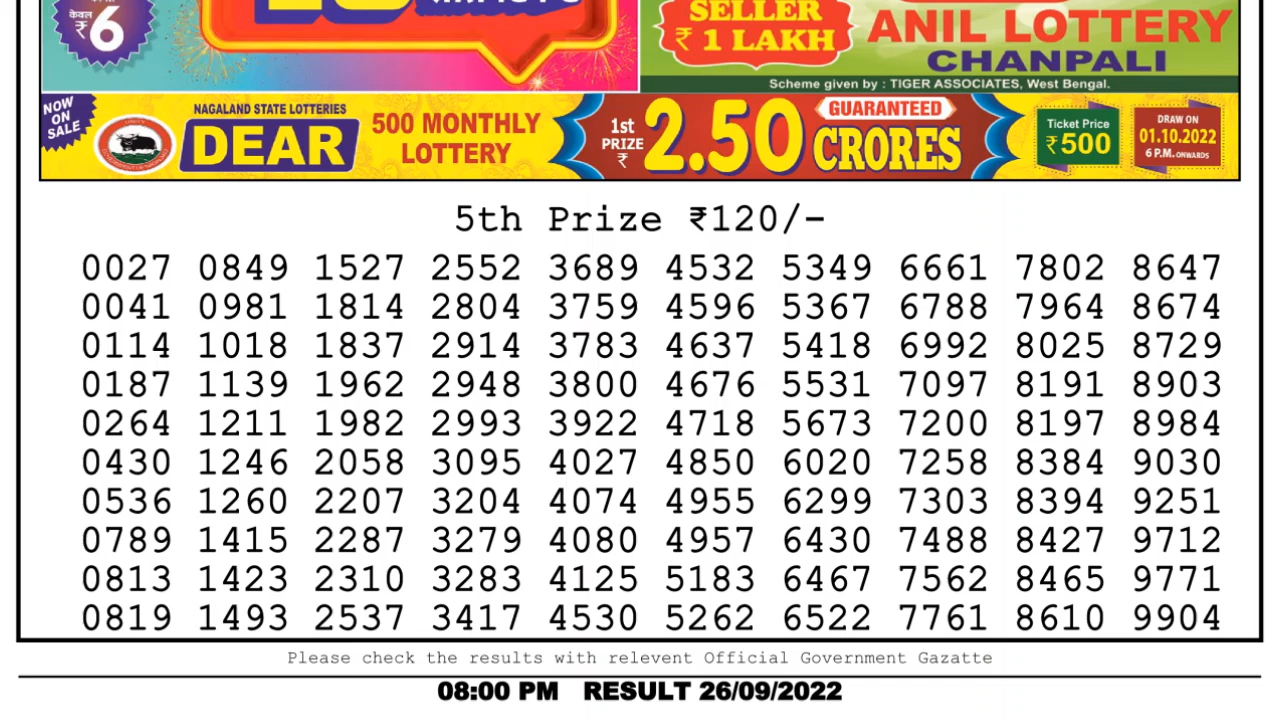 केवल
₹6
SELLER
₹ 1 LAKH
ANIL LOTTERY
CHANPALI
Scheme given by : TIGER ASSOCIATES, West Bengal.
NOW
ON
SALE
NAGALAND STATE LOTTERIES
DEAR
500 MONTHLY
LOTTERY
1st
PRIZE
₹
2.50
GUARANTEED
CRORES
Ticket Price
₹500
DRAW ON
01.10.2022
6 P.M. ONWARDS
5th Prize ₹120/-
0027 0849 1527 2552 3689 4532 5349 6661 7802 8647
0041 0981 1814 2804 3759 4596 5367 6788 7964 8674
0114 1018 1837 2914 3783 4637 5418 6992 8025 8729
0187 1139 1962 2948 3800 4676 5531 7097 8191 8903
0264 1211 1982 2993 3922 4718 5673 7200 8197 8984
0430 1246 2058 3095 4027 4850 6020 7258 8384 9030
0536 1260 2207 3204 4074 4955 6299 7303 8394 9251
0789 1415 2287 3279 4080 4957 6430 7488 8427 9712
0813 1423 2310 3283 4125 5183 6467 7562 8465 9771
0819 1493 2537 3417 4530 5262 6522 7761 8610 9904
Please check the results with relevent Official Government Gazatte
08:00 PM RESULT 26/09/2022